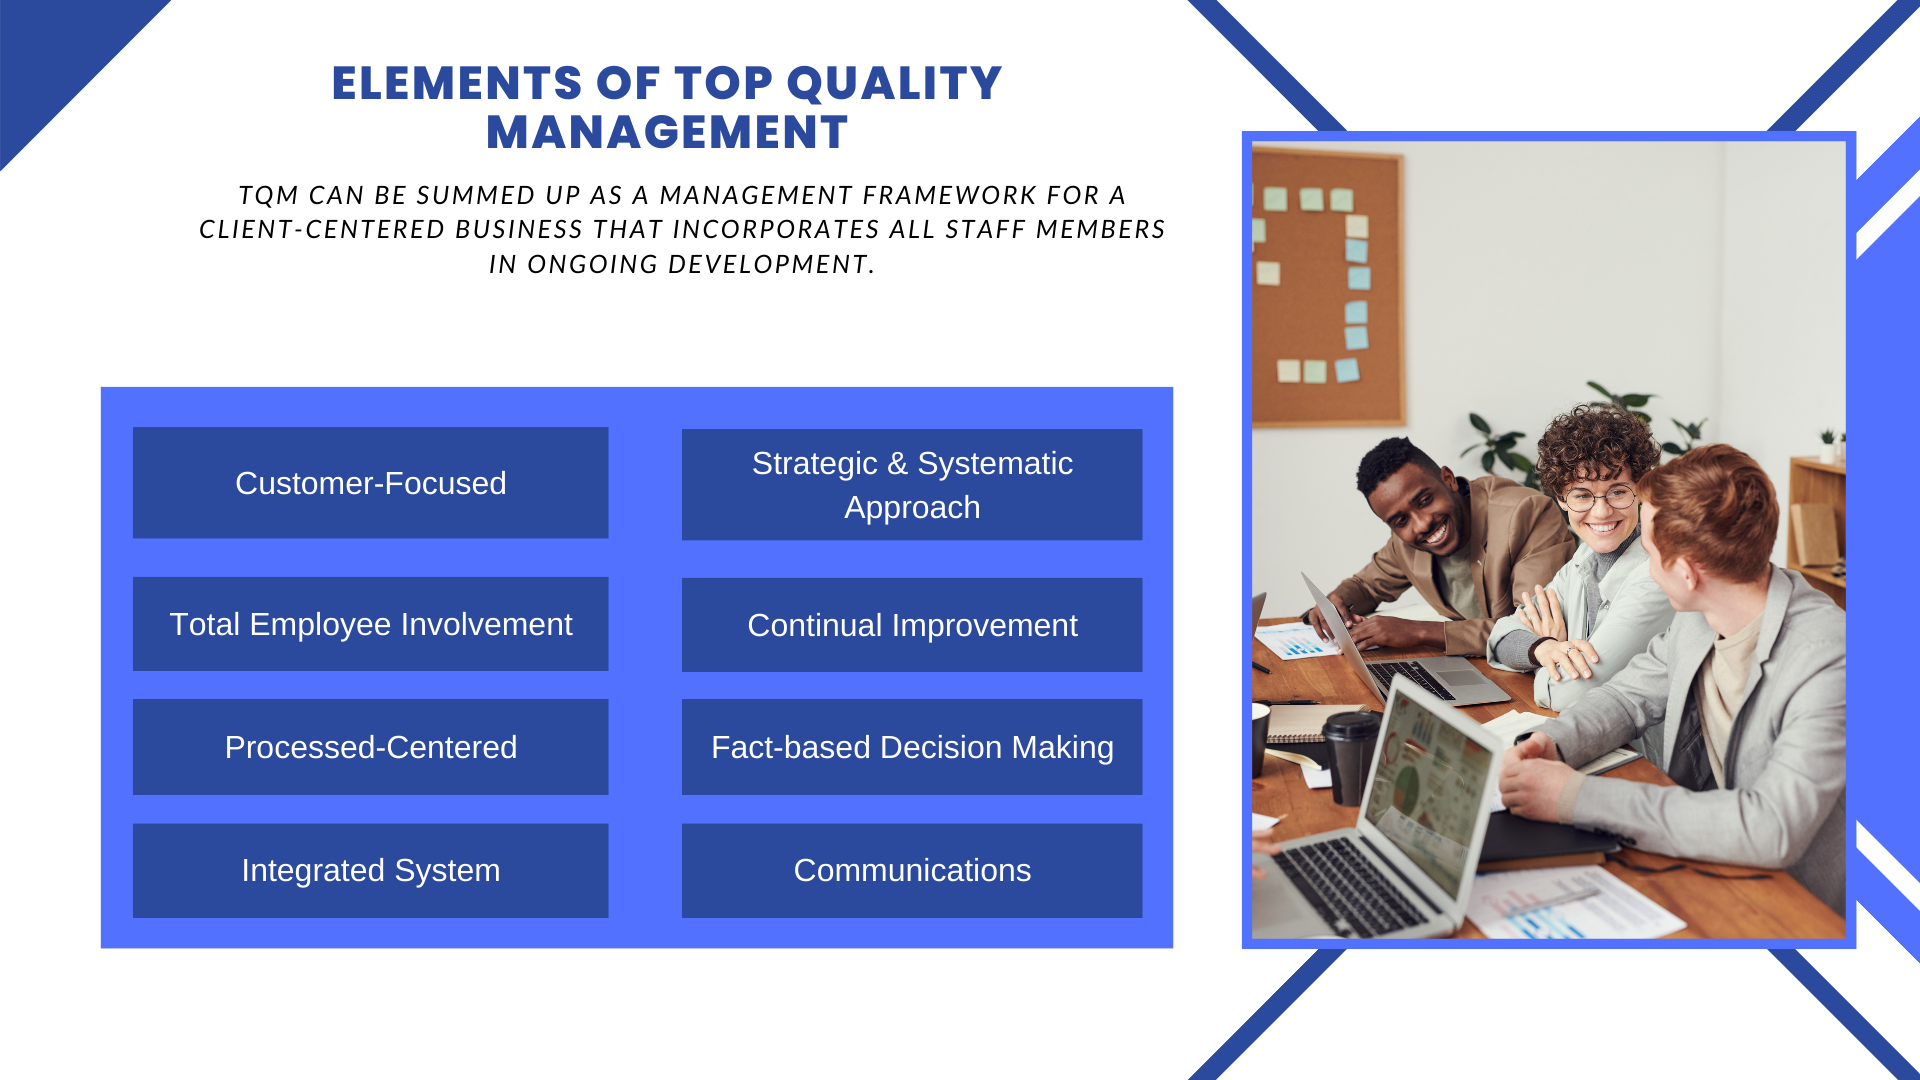 ELEMENTS OF TOP QUALITY
MANAGEMENT
TQM CAN BE SUMMED UP AS A MANAGEMENT FRAMEWORK FOR A
CLIENT-CENTERED BUSINESS THAT INCORPORATES ALL STAFF MEMBERS
IN ONGOING DEVELOPMENT.
Customer-Focused
Strategic & Systematic
Approach
Total Employee Involvement
Continual Improvement
Processed-Centered
Fact-based Decision Making
Integrated System
Communications